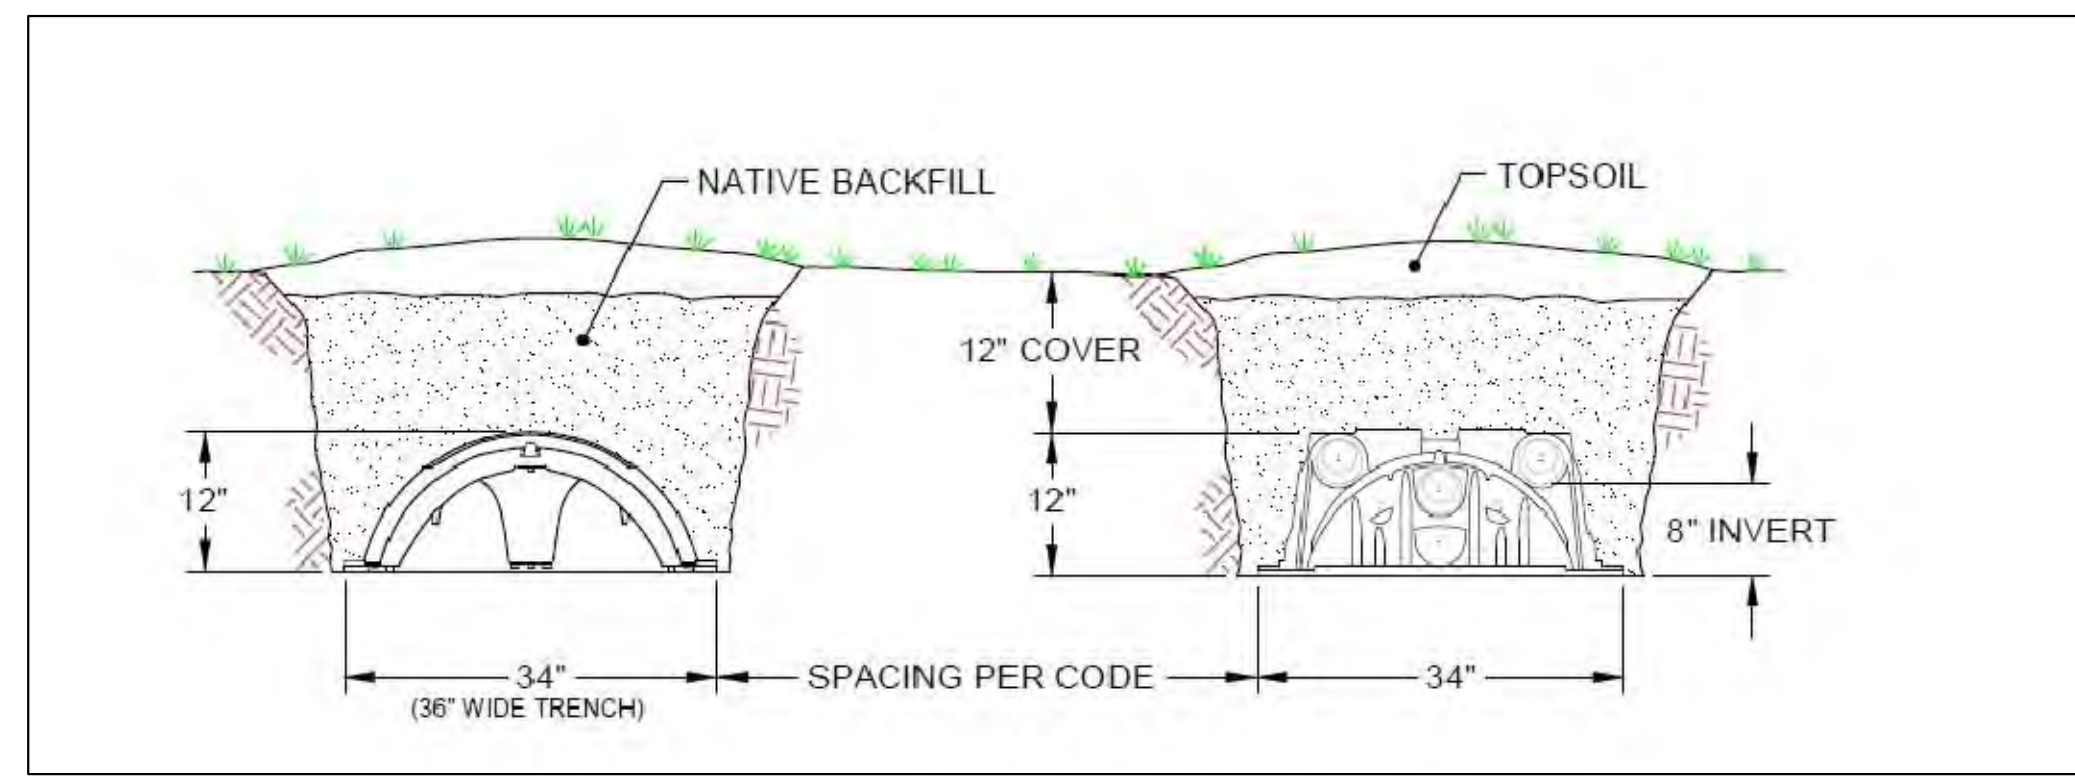 NATIVE BACKFILL
TOPSOIL
12" COVER
12"
12"
8" INVERT
34"
(36" WIDE TRENCH)
SPACING PER CODE
34"